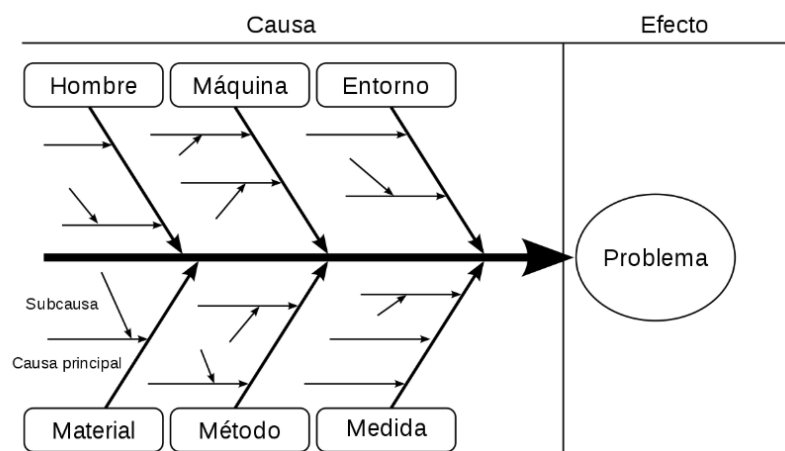 Causa
Efecto
Hombre
Máquina
Entorno
Problema
Subcausa
Causa principal
Material
Método
Medida